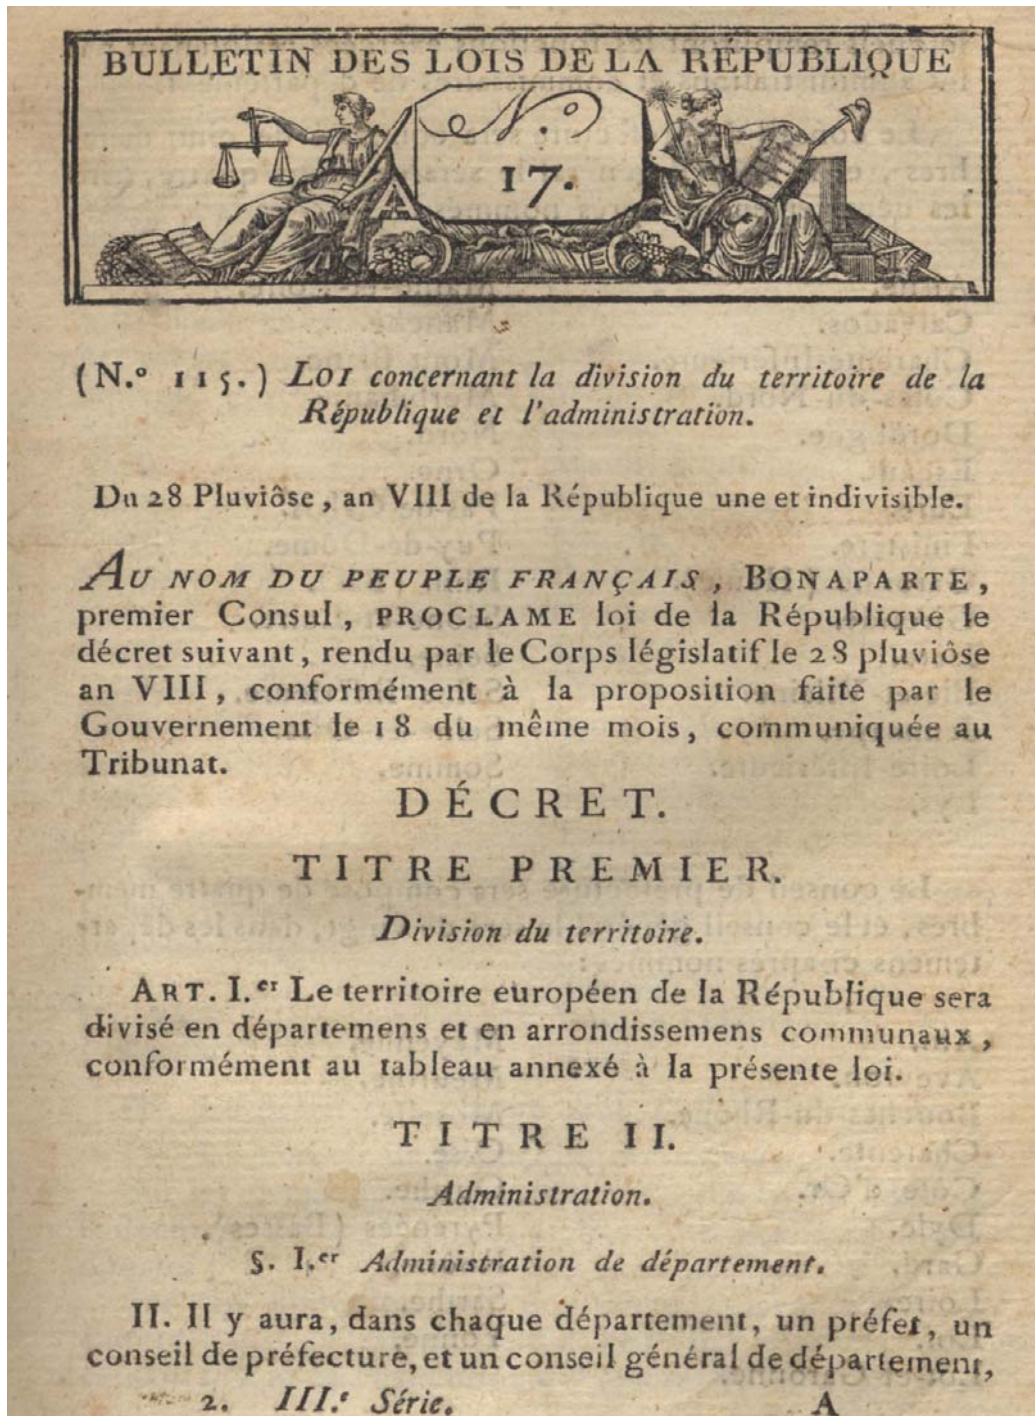 BULLETIN DES LOIS DE LA RÉPUBLIQUE
N.º
17.
(N.º 115.) LOI concernant la division du territoire de la
République et l'administration.
Du 28 Pluviôse, an VIII de la République une et indivisible.
AU NOM DU PEUPLE FRANÇAIS, BONAPARTE,
premier Consul, PROCLAME loi de la République le
décret suivant, rendu par le Corps législatif le 28 pluviôse
an VIII, conformément à la proposition faite par le
Gouvernement le 18 du même mois, communiquée au
Tribunat.
DÉCRET.
TITRE PREMIER.
Division du territoire.
ART. I.er Le territoire européen de la République sera
divisé en départemens et en arrondissemens communaux,
conformément au tableau annexé à la présente loi.
TITRE II.
Administration.
§. I.er Administration de département.
II. Il y aura, dans chaque département, un préfet, un
conseil de préfecture, et un conseil général de département,
2. III.e Série. A